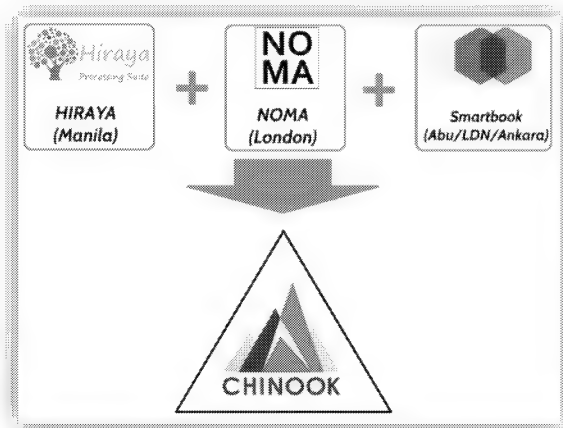 Hiraya
Processing Suite
HIRAYA
(Manila)
+
NO
MA
NOMA
(London)
+
Smartbook
(Abu/LDN/Ankara)
CHINOOK